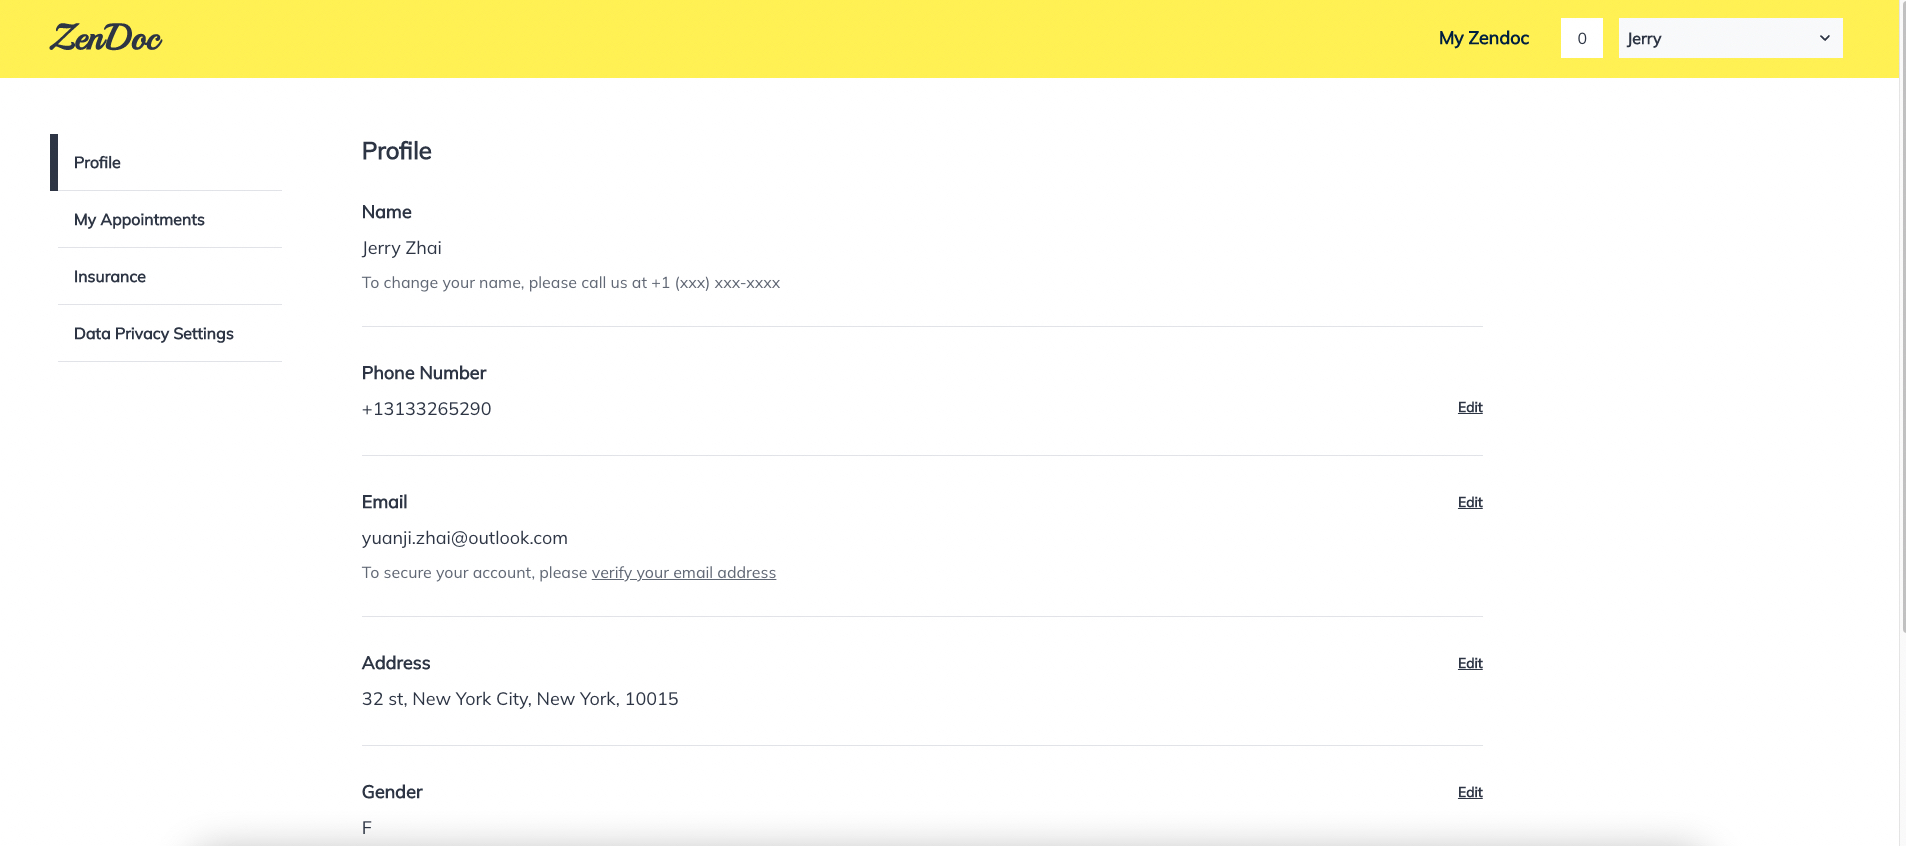 ZenDoc
My Zendoc
0
Jerry
Profile
My Appointments
Insurance
Data Privacy Settings
Profile
Name
Jerry Zhai
To change your name, please call us at +1 (xxx) xxx-xxxx
Phone Number
+13133265290
Edit
Email
Edit
yuanji.zhai@outlook.com
To secure your account, please verify your email address
Address
Edit
32 st, New York City, New York, 10015
Gender
Edit
F